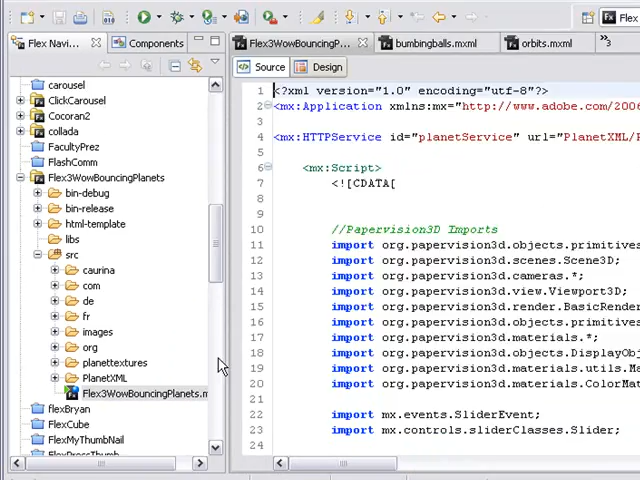 Flex
Flex Navi...
Components
Flex3WowBouncingP...
bumbingballs.mxml
orbits.mxml
3
Source
Design
carousel
ClickCarousel
Cocoran2
collada
FacultyPrez
FlashComm
Flex3WowBouncingPlanets
bin-debug
bin-release
html-template
libs
src
caurina
com
de
fr
images
org
planettextures
PlanetXML
Flex3WowBouncingPlanets.m
flexBryan
FlexCube
FlexMyThumbNail
FlexPressThumb
1 <?xml version="1.0" encoding="utf-8"?>
2 <mx:Application xmlns:mx="http://www.adobe.com/2006
3
4 <mx:HTTPService id="planetService" url="PlanetXML/P
5
6 <mx:Script>
7 <![CDATA[
8
9
10 //Papervision3D Imports
11 import org.papervision3d.objects.primitives
12 import org.papervision3d.scenes.Scene3D;
13 import org.papervision3d.cameras.*;
14 import org.papervision3d.view.Viewport3D;
15 import org.papervision3d.render.BasicRende
16 import org.papervision3d.objects.primitives
17 import org.papervision3d.materials.*;
18 import org.papervision3d.objects.DisplayOb
19 import org.papervision3d.materials.utils.Ma
20 import org.papervision3d.materials.ColorMa
21
22 import mx.events.SliderEvent;
23 import mx.controls.sliderClasses.Slider;
24